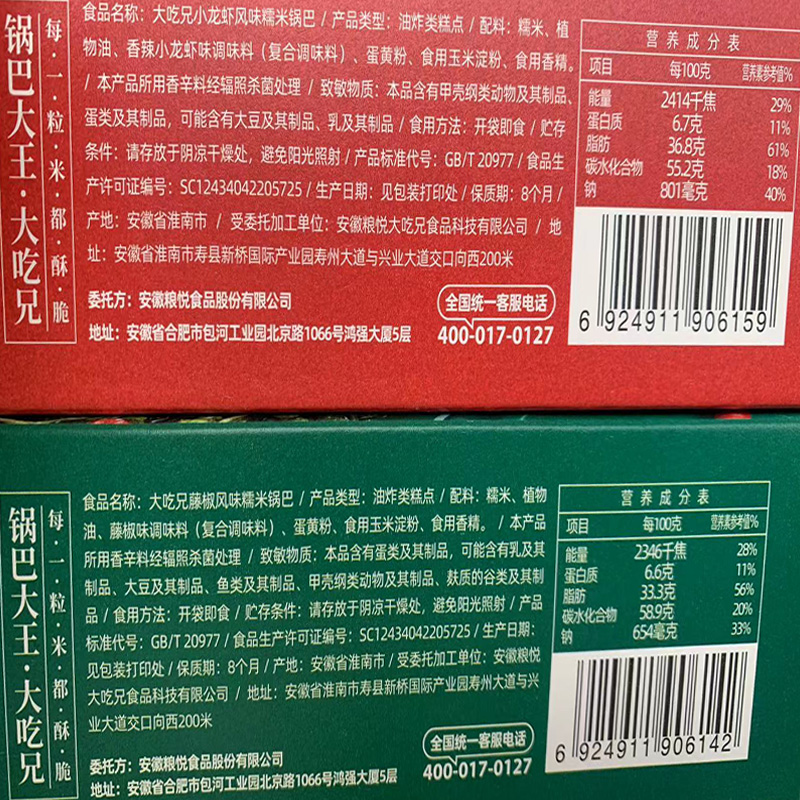 锅巴大王·大吃兄
每·一·粒·米·都·酥·脆
食品名称：大吃兄小龙虾风味糯米锅巴 / 产品类型：油炸类糕点 / 配料：糯米、植
物油、香辣小龙虾味调味料（复合调味料）、蛋黄粉、食用玉米淀粉、食用香精。
/ 本产品所用香辛料经辐照杀菌处理 / 致敏物质：本品含有甲壳纲类动物及其制品、
蛋类及其制品，可能含有大豆及其制品、乳及其制品 / 食用方法：开袋即食 / 贮存
条件：请存放于阴凉干燥处，避免阳光照射 / 产品标准代号：GB/T 20977 / 食品生
产许可证编号：SC12434042205725 / 生产日期：见包装打印处 / 保质期：8个月 /
产地：安徽省淮南市 / 受委托加工单位：安徽粮悦大吃兄食品科技有限公司 / 地
址：安徽省淮南市寿县新桥国际产业园寿州大道与兴业大道交口向西200米
委托方：安徽粮悦食品股份有限公司
地址：安徽省合肥市包河工业园北京路1066号鸿强大厦5层
全国统一客服电话
400-017-0127
营养成分表
项目 每100克 营养素参考值%
能量 2414千焦 29%
蛋白质 6.7克 11%
脂肪 36.8克 61%
碳水化合物 55.2克 18%
钠 801毫克 40%
6 924911 906159
锅巴大王·大吃兄
每·一·粒·米·都·酥·脆
食品名称：大吃兄藤椒风味糯米锅巴 / 产品类型：油炸类糕点 / 配料：糯米、植物
油、藤椒味调味料（复合调味料）、蛋黄粉、食用玉米淀粉、食用香精。 / 本产品
所用香辛料经辐照杀菌处理 / 致敏物质：本品含有蛋类及其制品，可能含有乳及其
制品、大豆及其制品、鱼类及其制品、甲壳纲类动物及其制品、麸质的谷类及其制
品 / 食用方法：开袋即食 / 贮存条件：请存放于阴凉干燥处，避免阳光照射 / 产品
标准代号：GB/T 20977 / 食品生产许可证编号：SC12434042205725 / 生产日期：
见包装打印处 / 保质期：8个月 / 产地：安徽省淮南市 / 受委托加工单位：安徽粮悦
大吃兄食品科技有限公司 / 地址：安徽省淮南市寿县新桥国际产业园寿州大道与兴
业大道交口向西200米
委托方：安徽粮悦食品股份有限公司
地址：安徽省合肥市包河工业园北京路1066号鸿强大厦5层
全国统一客服电话
400-017-0127
营养成分表
项目 每100克 营养素参考值%
能量 2346千焦 28%
蛋白质 6.6克 11%
脂肪 33.3克 56%
碳水化合物 58.9克 20%
钠 654毫克 33%
6 924911 906142